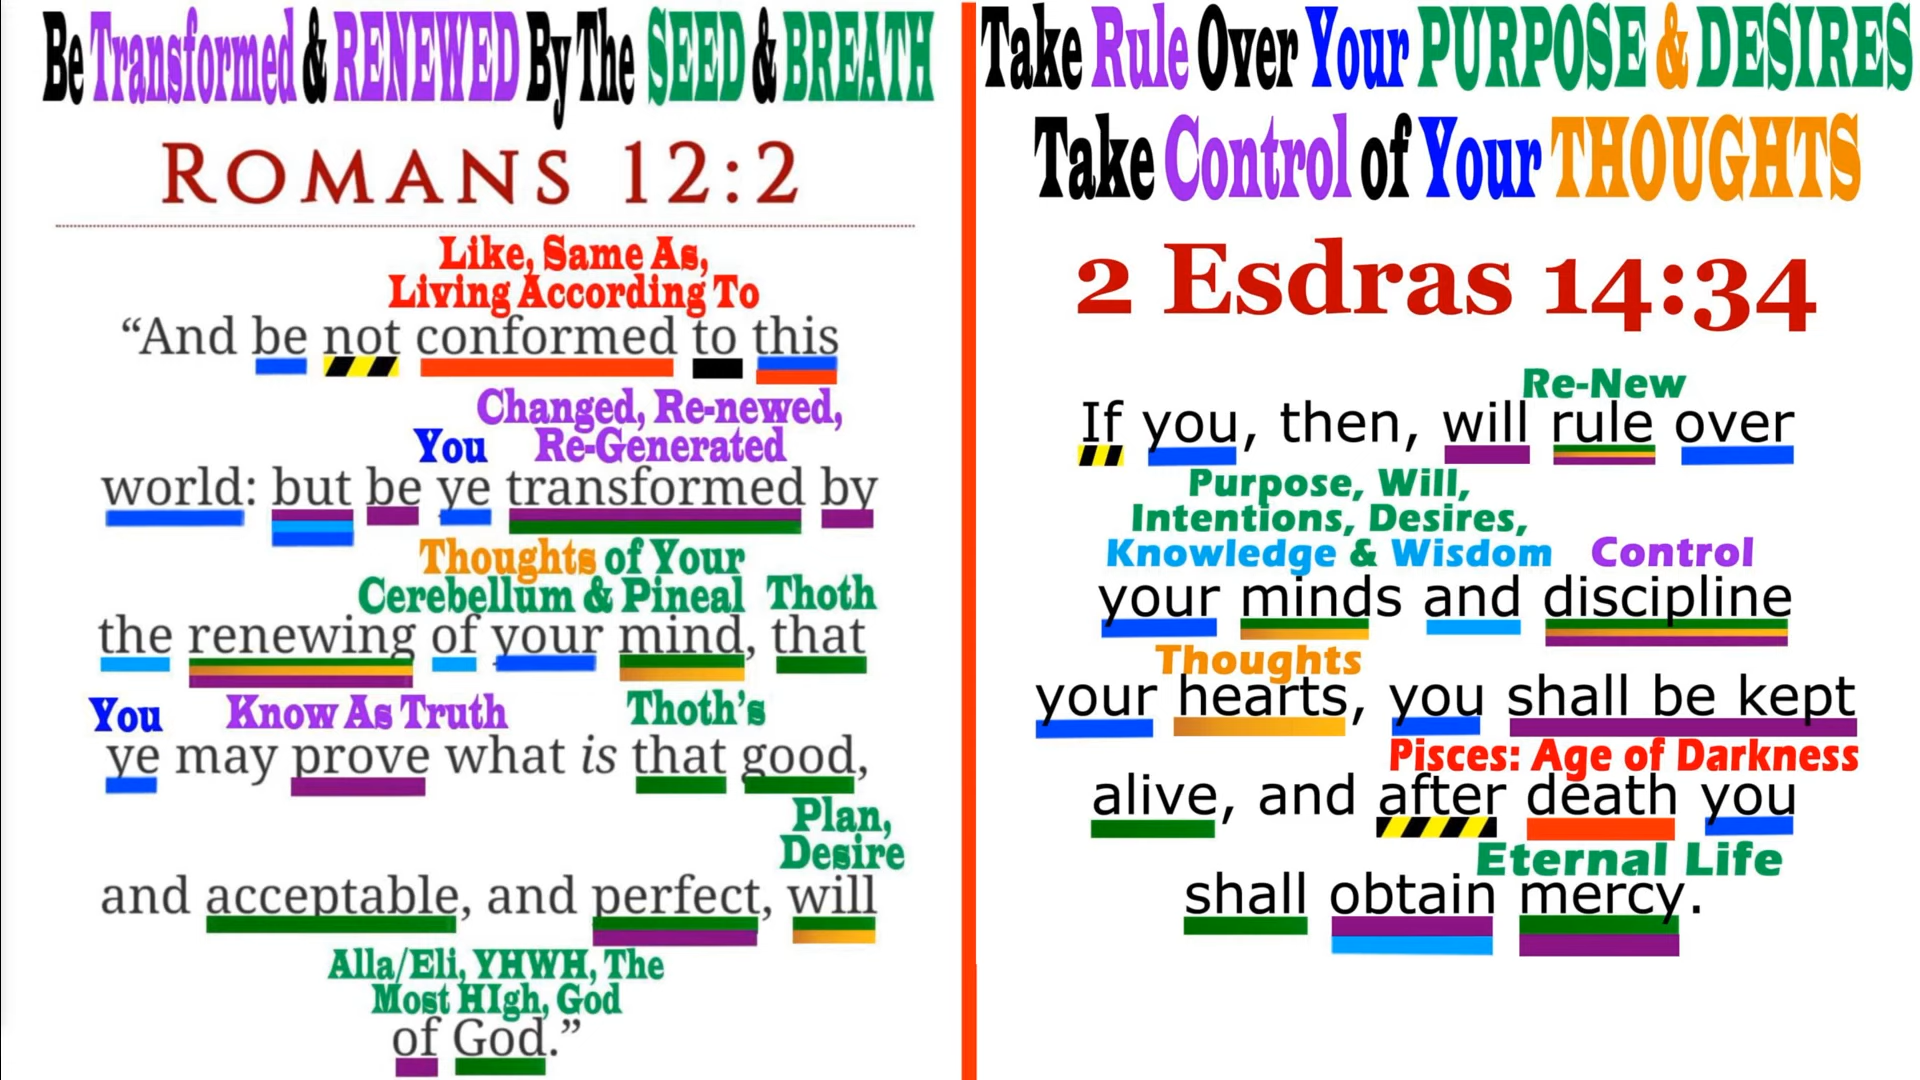 Be Transformed & RENEWED By The SEED & BREATH
ROMANS 12:2
Like, Same As,
Living According To
“And be not conformed to this
Changed, Re-newed,
You Re-Generated
world: but be ye transformed by
Thoughts of Your
Cerebellum & Pineal Thoth
the renewing of your mind, that
You Know As Truth Thoth's
ye may prove what is that good,
Plan,
Desire
and acceptable, and perfect, will
Alla/Eli, YHWH, The
Most HIgh, God
of God.”
Take Rule Over Your PURPOSE & DESIRES
Take Control of Your THOUGHTS
2 Esdras 14:34
Re-New
If you, then, will rule over
Purpose, Will,
Intentions, Desires,
Knowledge & Wisdom Control
your minds and discipline
Thoughts
your hearts, you shall be kept
Pisces: Age of Darkness
alive, and after death you
Eternal Life
shall obtain mercy.